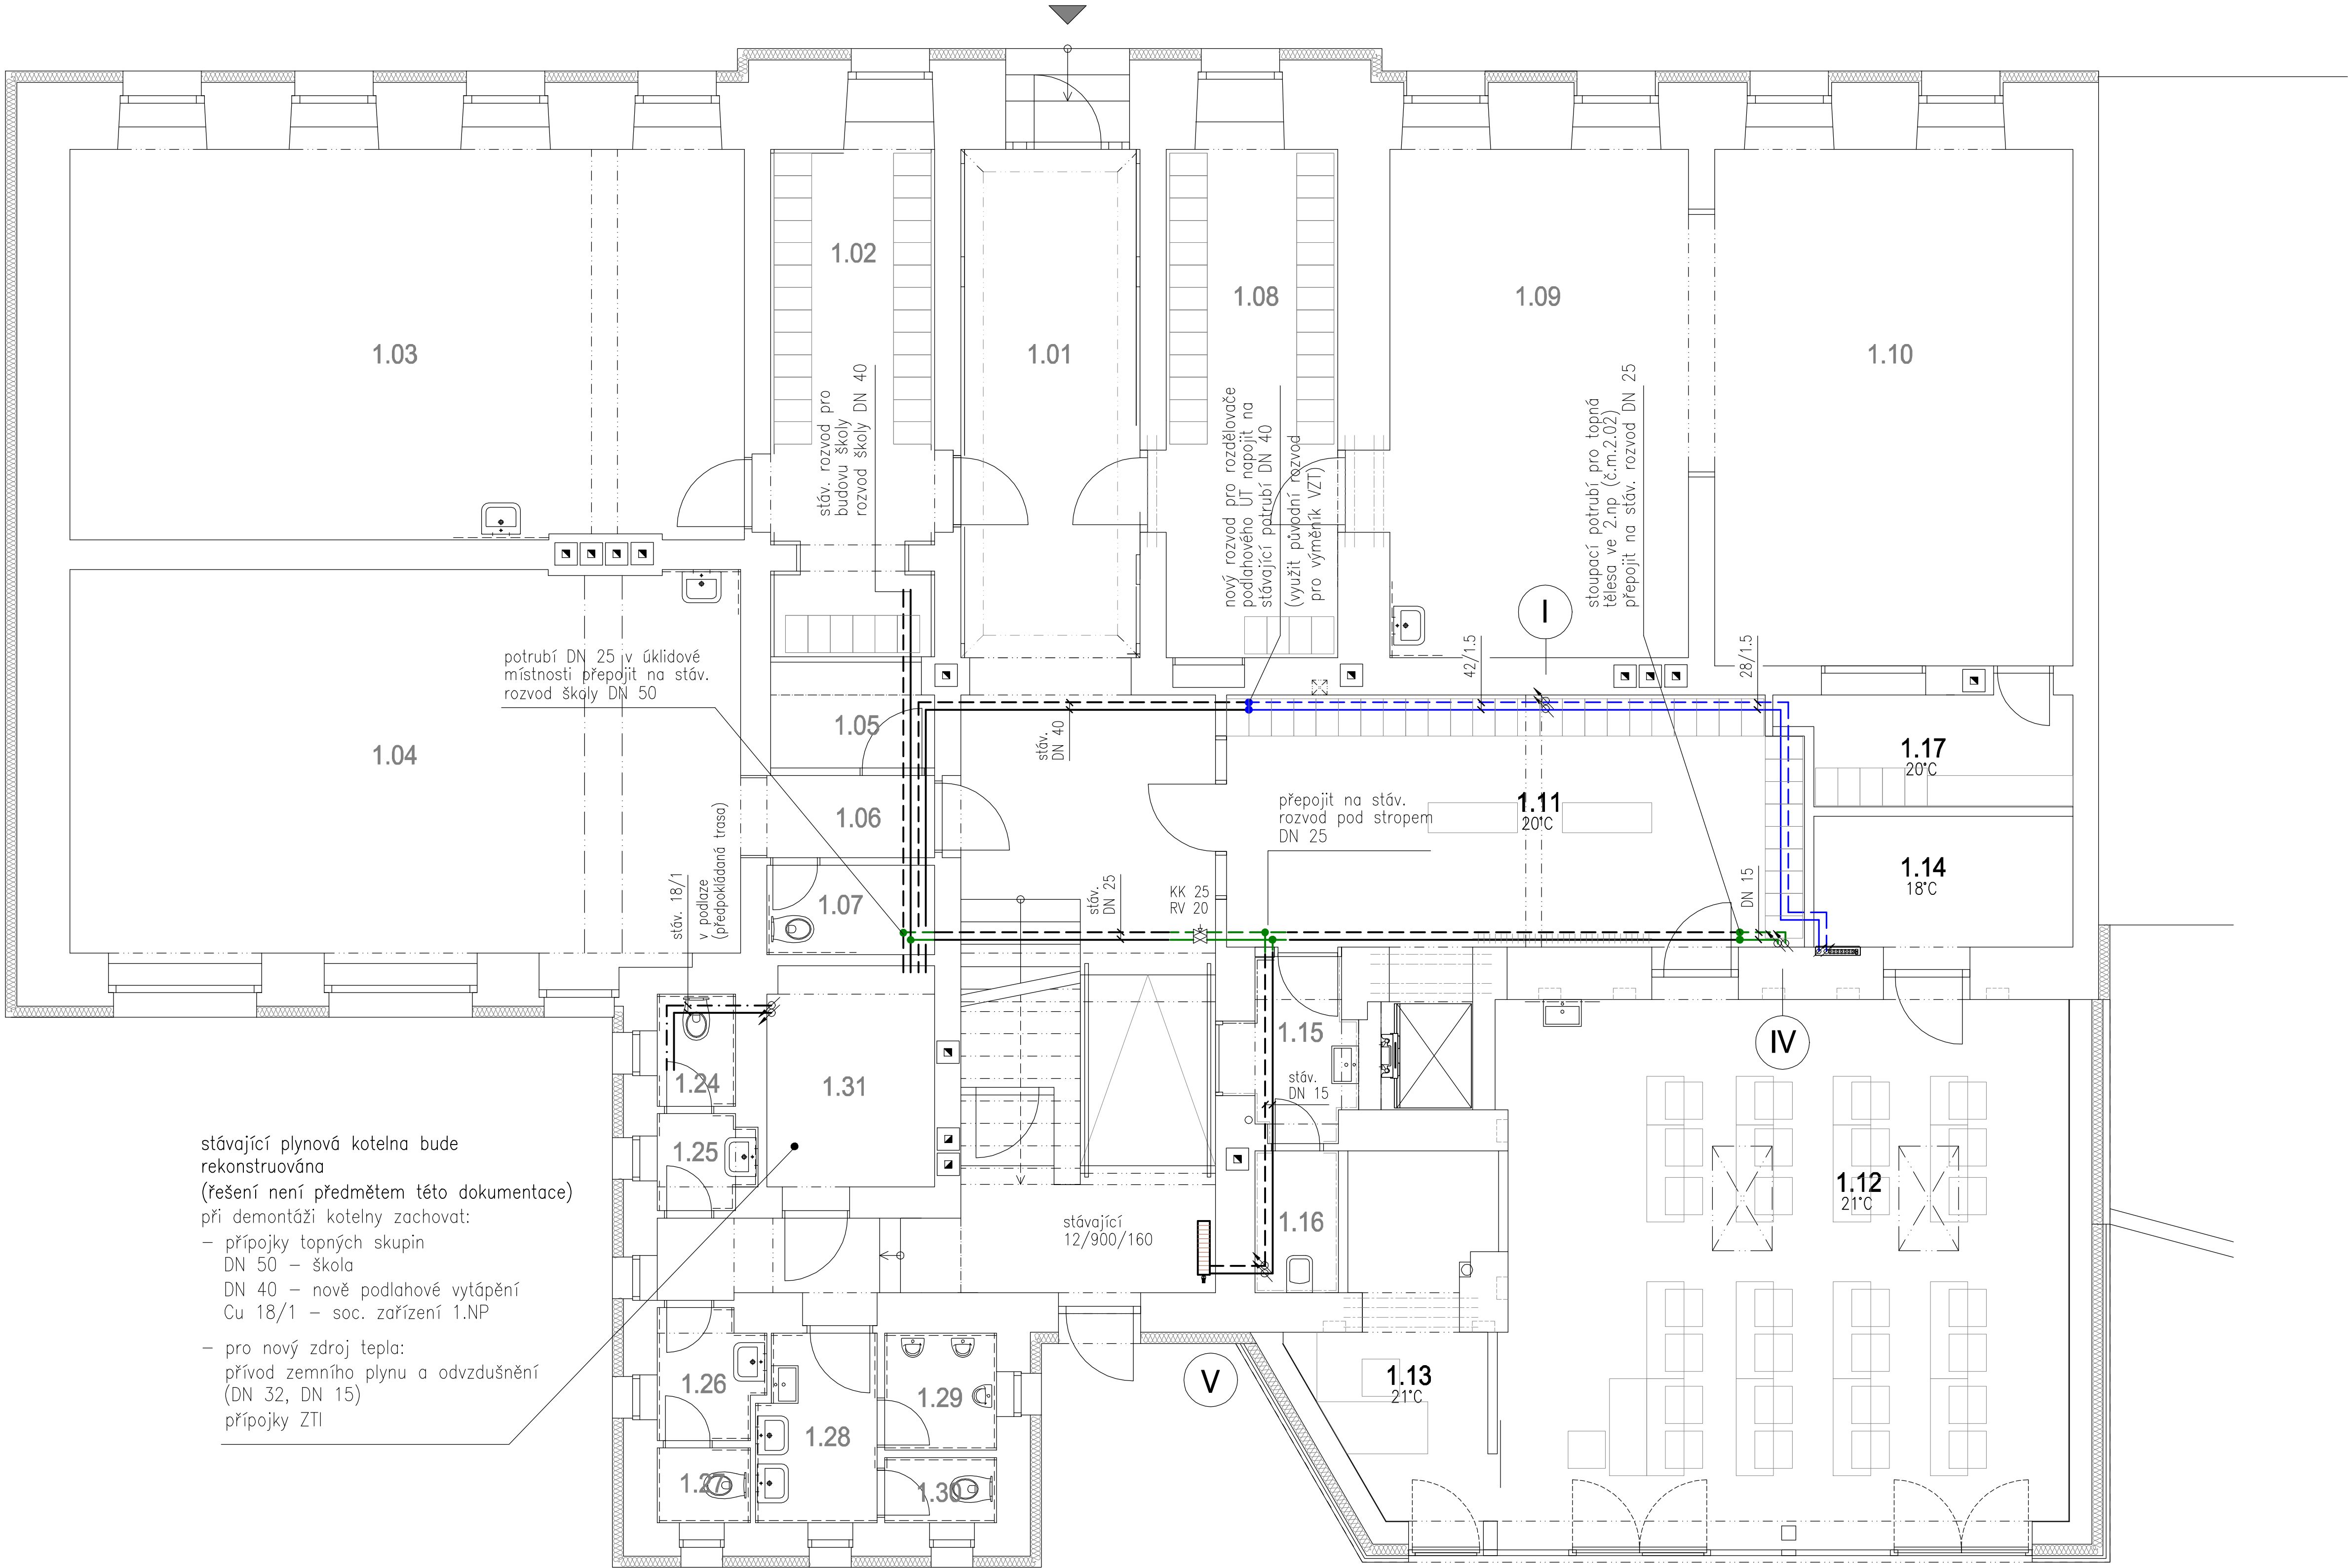 1.02
1.03
1.01
1.08
1.09
1.10
stáv. rozvod pro
budovu školy
rozvod školy DN 40
nový rozvod pro rozdělovače
podlahového UT napojit na
stávající potrubí DN 40
(využit původní rozvod
pro výměník VZT)
stoupací potrubí pro topná
tělesa ve 2.np (č.m.2.02)
přepojit na stáv. rozvod DN 25
I
42/1.5
28/1.5
potrubí DN 25 v úklidové
místnosti přepojit na stáv.
rozvod školy DN 50
1.04
1.05
stáv.
DN 40
1.17
20°C
1.06
přepojit na stáv.
rozvod pod stropem
DN 25
1.11
20°C
1.14
18°C
stáv. 18/1
v podlaze
(předpokládaná trasa)
1.07
stáv.
DN 25
KK 25
RV 20
DN 15
1.15
IV
1.24
1.31
stáv.
DN 15
1.25
stávající plynová kotelna bude
rekonstruována
(řešení není předmětem této dokumentace)
při demontáži kotelny zachovat:
– přípojky topných skupin
DN 50 – škola
DN 40 – nově podlahové vytápění
Cu 18/1 – soc. zařízení 1.NP
– pro nový zdroj tepla:
přívod zemního plynu a odvzdušnění
(DN 32, DN 15)
přípojky ZTI
1.12
21°C
stávající
12/900/160
1.16
1.26
1.29
V
1.13
21°C
1.28
1.27
1.30